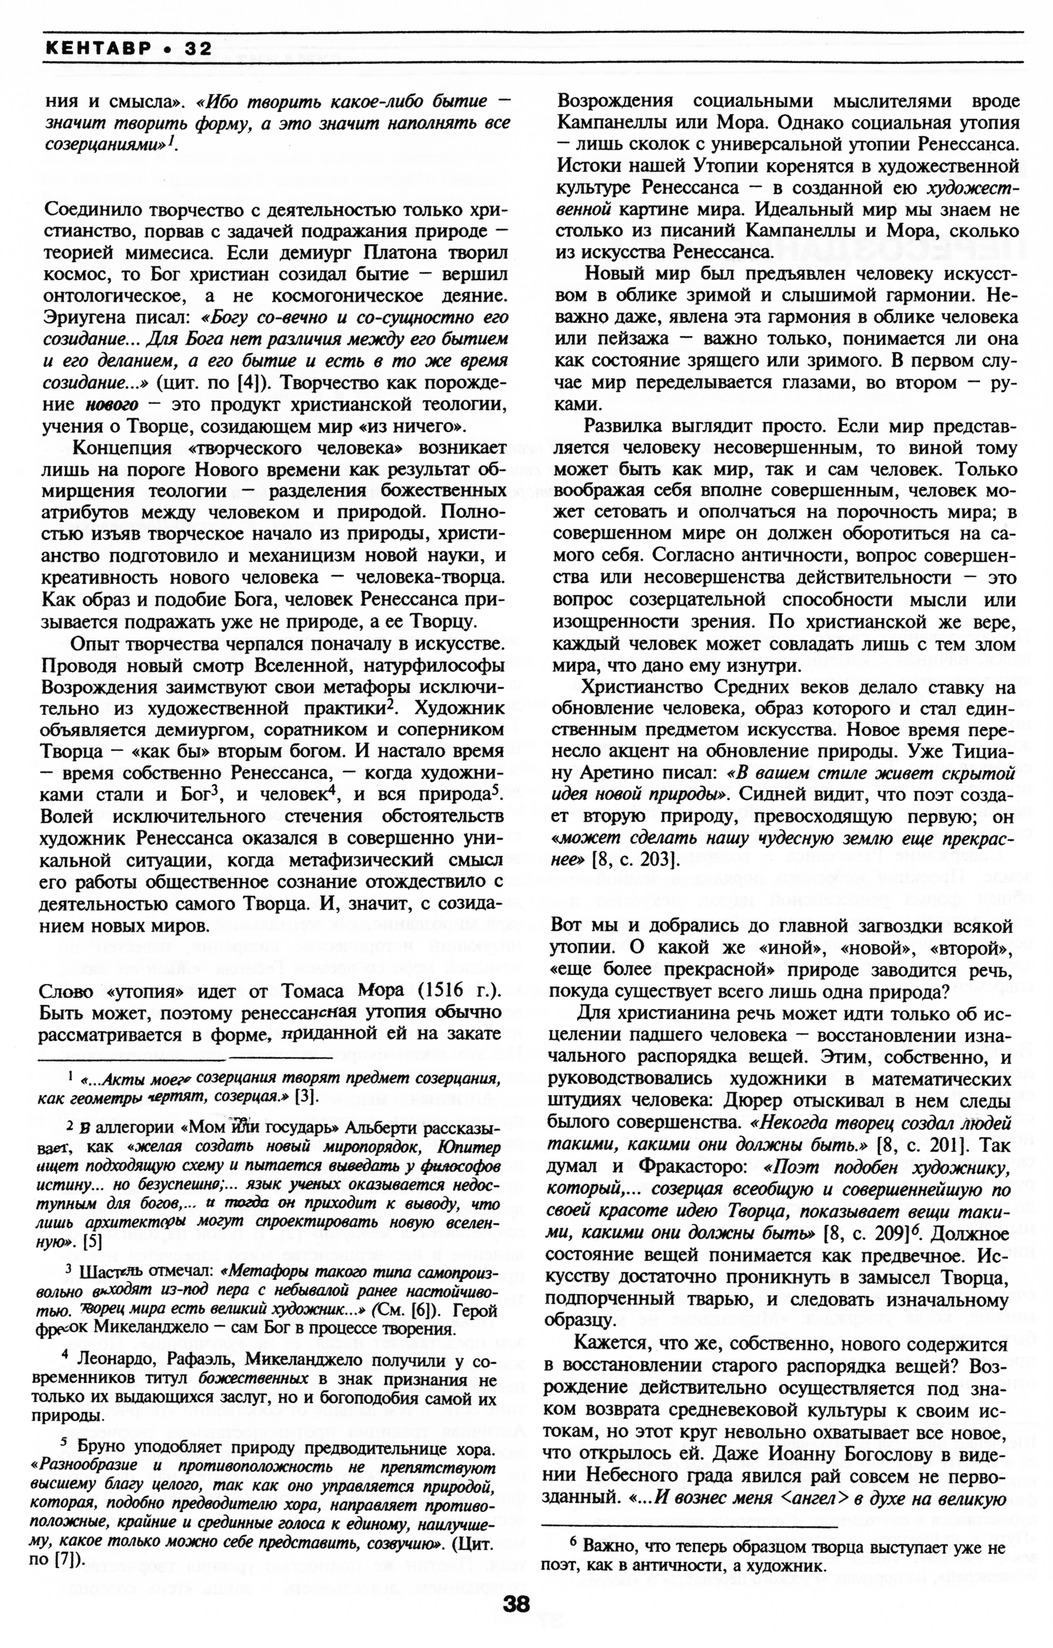 КЕНТАВР • 32
ния и смысла». «Ибо творить какое-либо бытие —
значит творить форму, а это значит наполнять все
созерцаниями»1.
Соединило творчество с деятельностью только хри-
стианство, порвав с задачей подражания природе —
теорией мимесиса. Если демиург Платона творил
космос, то Бог христиан созидал бытие — вершил
онтологическое, а не космогоническое деяние.
Эриугена писал: «Богу со-вечно и со-сущностно его
созидание... Для Бога нет различия между его бытием
и его деланием, а его бытие и есть в то же время
созидание...» (цит. по [4]). Творчество как порожде-
ние нового — это продукт христианской теологии,
учения о Творце, созидающем мир «из ничего».
Концепция «творческого человека» возникает
лишь на пороге Нового времени как результат об-
мирщения теологии — разделения божественных
атрибутов между человеком и природой. Полно-
стью изъяв творческое начало из природы, христи-
анство подготовило и механицизм новой науки, и
креативность нового человека — человека-творца.
Как образ и подобие Бога, человек Ренессанса при-
зывается подражать уже не природе, а ее Творцу.
Опыт творчества черпался поначалу в искусстве.
Проводя новый смотр Вселенной, натурфилософы
Возрождения заимствуют свои метафоры исключи-
тельно из художественной практики2. Художник
объявляется демиургом, соратником и соперником
Творца — «как бы» вторым богом. И настало время
— время собственно Ренессанса, — когда художни-
ками стали и Бог3, и человек4, и вся природа5.
Волей исключительного стечения обстоятельств
художник Ренессанса оказался в совершенно уни-
кальной ситуации, когда метафизический смысл
его работы общественное сознание отождествило с
деятельностью самого Творца. И, значит, с созида-
нием новых миров.
Слово «утопия» идет от Томаса Мора (1516 г.).
Быть может, поэтому ренессансная утопия обычно
рассматривается в форме, приданной ей на закате
1 «...Акты моего созерцания творят предмет созерцания,
как геометры чертят, созерцая.» [3].
2 В аллегории «Мом или государь» Альберти рассказы-
вает, как «желая создать новый миропорядок, Юпитер
ищет подходящую схему и пытается выведать у философов
истину... но безуспешно;... язык ученых оказывается недос-
тупным для богов,... и тогда он приходит к выводу, что
лишь архитекторы могут спроектировать новую вселен-
ную». [5]
3 Шастель отмечал: «Метафоры такого типа самопроиз-
вольно выходят из-под пера с небывалой ранее настойчиво-
тью. Творец мира есть великий художник...» (См. [6]). Герой
фресок Микеланджело — сам Бог в процессе творения.
4 Леонардо, Рафаэль, Микеланджело получили у со-
временников титул божественных в знак признания не
только их выдающихся заслуг, но и богоподобия самой их
природы.
5 Бруно уподобляет природу предводительнице хора.
«Разнообразие и противоположность не препятствуют
высшему благу целого, так как оно управляется природой,
которая, подобно предводителю хора, направляет противо-
положные, крайние и срединные голоса к единому, наилучше-
му, какое только можно себе представить, созвучию». (Цит.
по [7]).
Возрождения социальными мыслителями вроде
Кампанеллы или Мора. Однако социальная утопия
— лишь сколок с универсальной утопии Ренессанса.
Истоки нашей Утопии коренятся в художественной
культуре Ренессанса — в созданной ею художест-
венной картине мира. Идеальный мир мы знаем не
столько из писаний Кампанеллы и Мора, сколько
из искусства Ренессанса.
Новый мир был предъявлен человеку искусст-
вом в облике зримой и слышимой гармонии. Не-
важно даже, явлена эта гармония в облике человека
или пейзажа — важно только, понимается ли она
как состояние зрящего или зримого. В первом слу-
чае мир переделывается глазами, во втором — ру-
ками.
Развилка выглядит просто. Если мир представ-
ляется человеку несовершенным, то виной тому
может быть как мир, так и сам человек. Только
воображая себя вполне совершенным, человек мо-
жет сетовать и ополчаться на порочность мира; в
совершенном мире он должен оборотиться на са-
мого себя. Согласно античности, вопрос совершен-
ства или несовершенства действительности — это
вопрос созерцательной способности мысли или
изощренности зрения. По христианской же вере,
каждый человек может совладать лишь с тем злом
мира, что дано ему изнутри.
Христианство Средних веков делало ставку на
обновление человека, образ которого и стал един-
ственным предметом искусства. Новое время пере-
несло акцент на обновление природы. Уже Тициа-
ну Аретино писал: «В вашем стиле живет скрытой
идея новой природы». Сидней видит, что поэт созда-
ет вторую природу, превосходящую первую; он
«может сделать нашу чудесную землю еще прекрас-
нее» [8, с. 203].
Вот мы и добрались до главной загвоздки всякой
утопии. О какой же «иной», «новой», «второй»,
«еще более прекрасной» природе заводится речь,
покуда существует всего лишь одна природа?
Для христианина речь может идти только об ис-
целении падшего человека — восстановлении изна-
чального распорядка вещей. Этим, собственно, и
руководствовались художники в математических
штудиях человека: Дюрер отыскивал в нем следы
былого совершенства. «Некогда творец создал людей
такими, какими они должны быть.» [8, с. 201]. Так
думал и Фракасторо: «Поэт подобен художнику,
который,... созерцая всеобщую и совершеннейшую по
своей красоте идею Творца, показывает вещи таки-
ми, какими они должны быть» [8, с. 209]6. Должное
состояние вещей понимается как предвечное. Ис-
кусству достаточно проникнуть в замысел Творца,
подпорченный тварью, и следовать изначальному
образцу.
Кажется, что же, собственно, нового содержится
в восстановлении старого распорядка вещей? Воз-
рождение действительно осуществляется под зна-
ком возврата средневековой культуры к своим ис-
токам, но этот круг невольно охватывает все новое,
что открылось ей. Даже Иоанну Богослову в виде-
нии Небесного града явился рай совсем не перво-
зданный. «...И вознес меня <ангел> в духе на великую
6 Важно, что теперь образцом творца выступает уже не
поэт, как в античности, а художник.
38